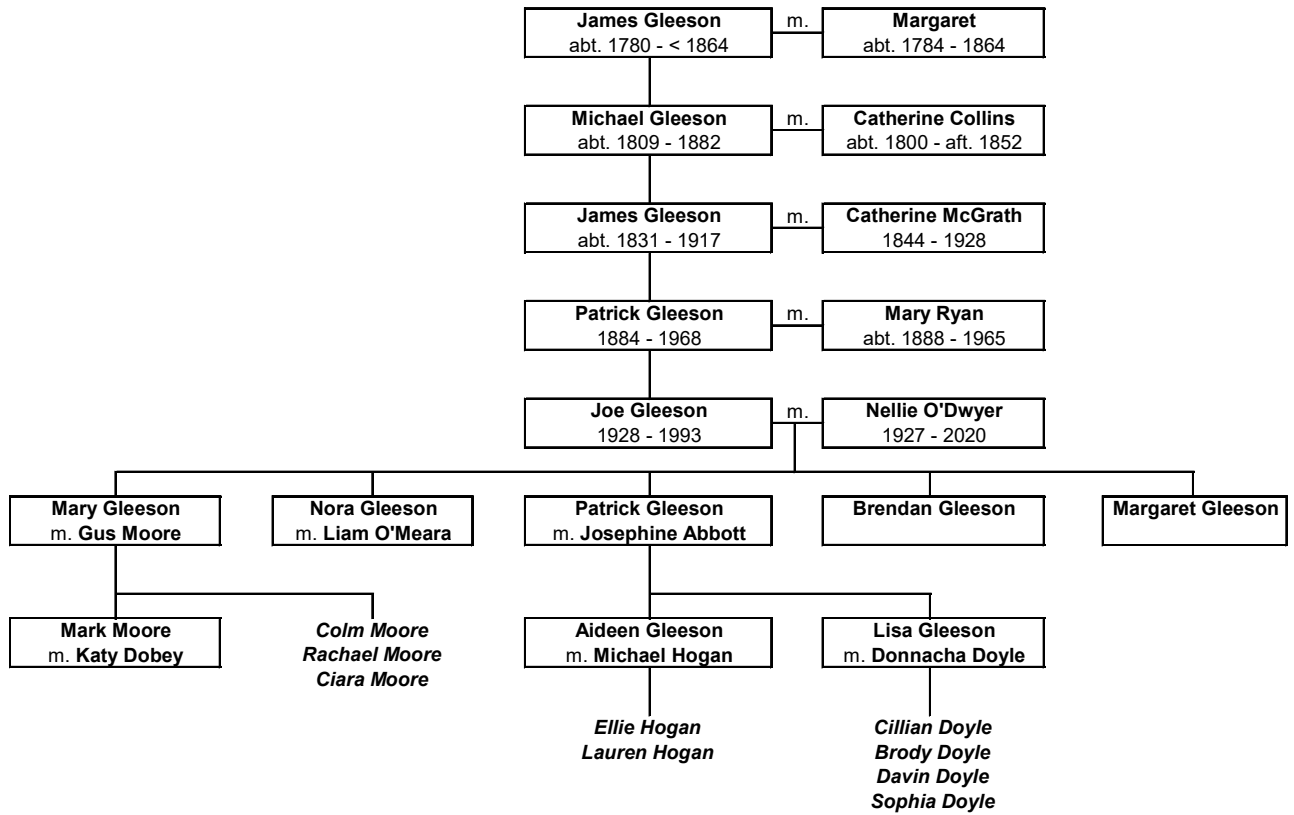 James Gleeson m. Margaret
abt. 1780 - < 1864 abt. 1784 - 1864
Michael Gleeson m. Catherine Collins
abt. 1809 - 1882 abt. 1800 - aft. 1852
James Gleeson m. Catherine McGrath
abt. 1831 - 1917 1844 - 1928
Patrick Gleeson m. Mary Ryan
1884 - 1968 abt. 1888 - 1965
Joe Gleeson m. Nellie O'Dwyer
1928 - 1993 1927 - 2020
Mary Gleeson Nora Gleeson Patrick Gleeson Brendan Gleeson Margaret Gleeson
m. Gus Moore m. Liam O'Meara m. Josephine Abbott
Mark Moore Colm Moore Aideen Gleeson Lisa Gleeson
m. Katy Dobey Rachael Moore m. Michael Hogan m. Donnacha Doyle
Ciara Moore
Ellie Hogan Cillian Doyle
Lauren Hogan Brody Doyle
Davin Doyle
Sophia Doyle